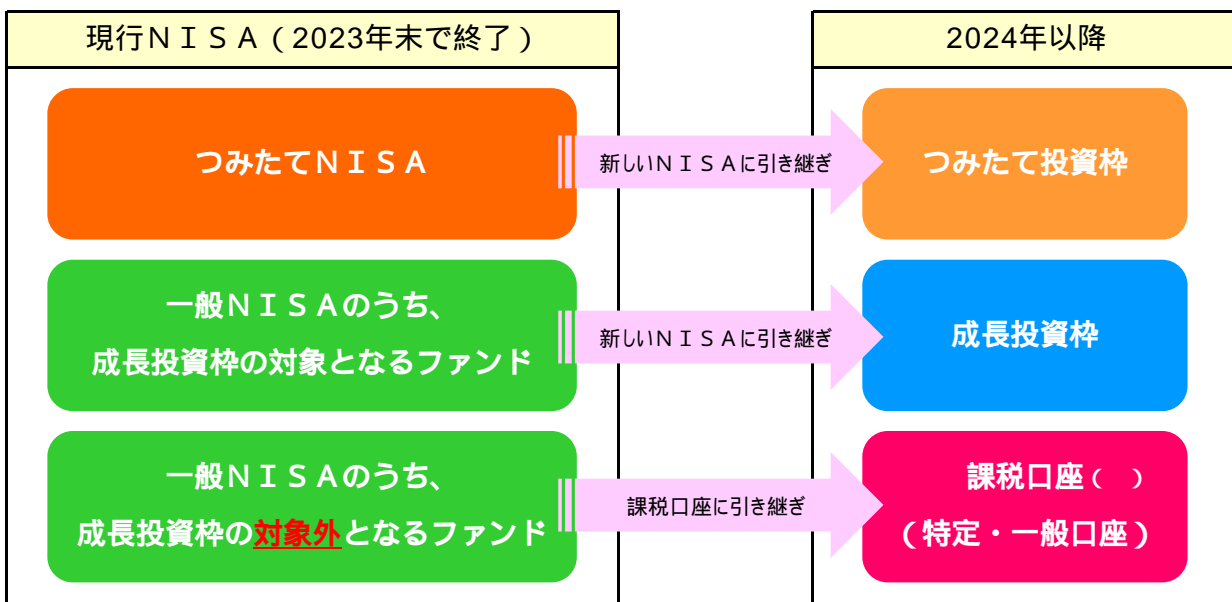 現行ＮＩＳＡ（2023年末で終了）
2024年以降
つみたてＮＩＳＡ
新しいＮＩＳＡに引き継ぎ
つみたて投資枠
一般ＮＩＳＡのうち、
成長投資枠の対象となるファンド
新しいＮＩＳＡに引き継ぎ
成長投資枠
一般ＮＩＳＡのうち、
成長投資枠の対象外となるファンド
課税口座に引き継ぎ
課税口座（　）
（特定・一般口座）